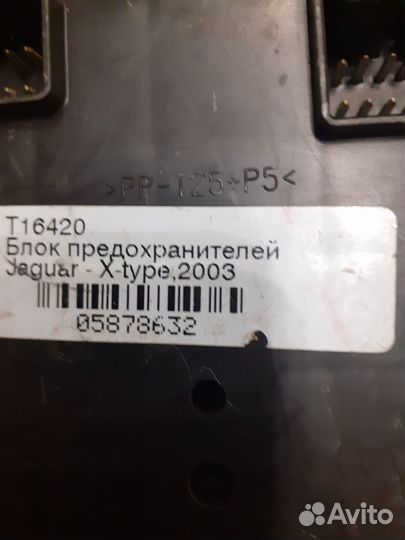 >PP-T25+P5<
T16420
Блок предохранителей
Jaguar - X-type,2003
05878632
Avito